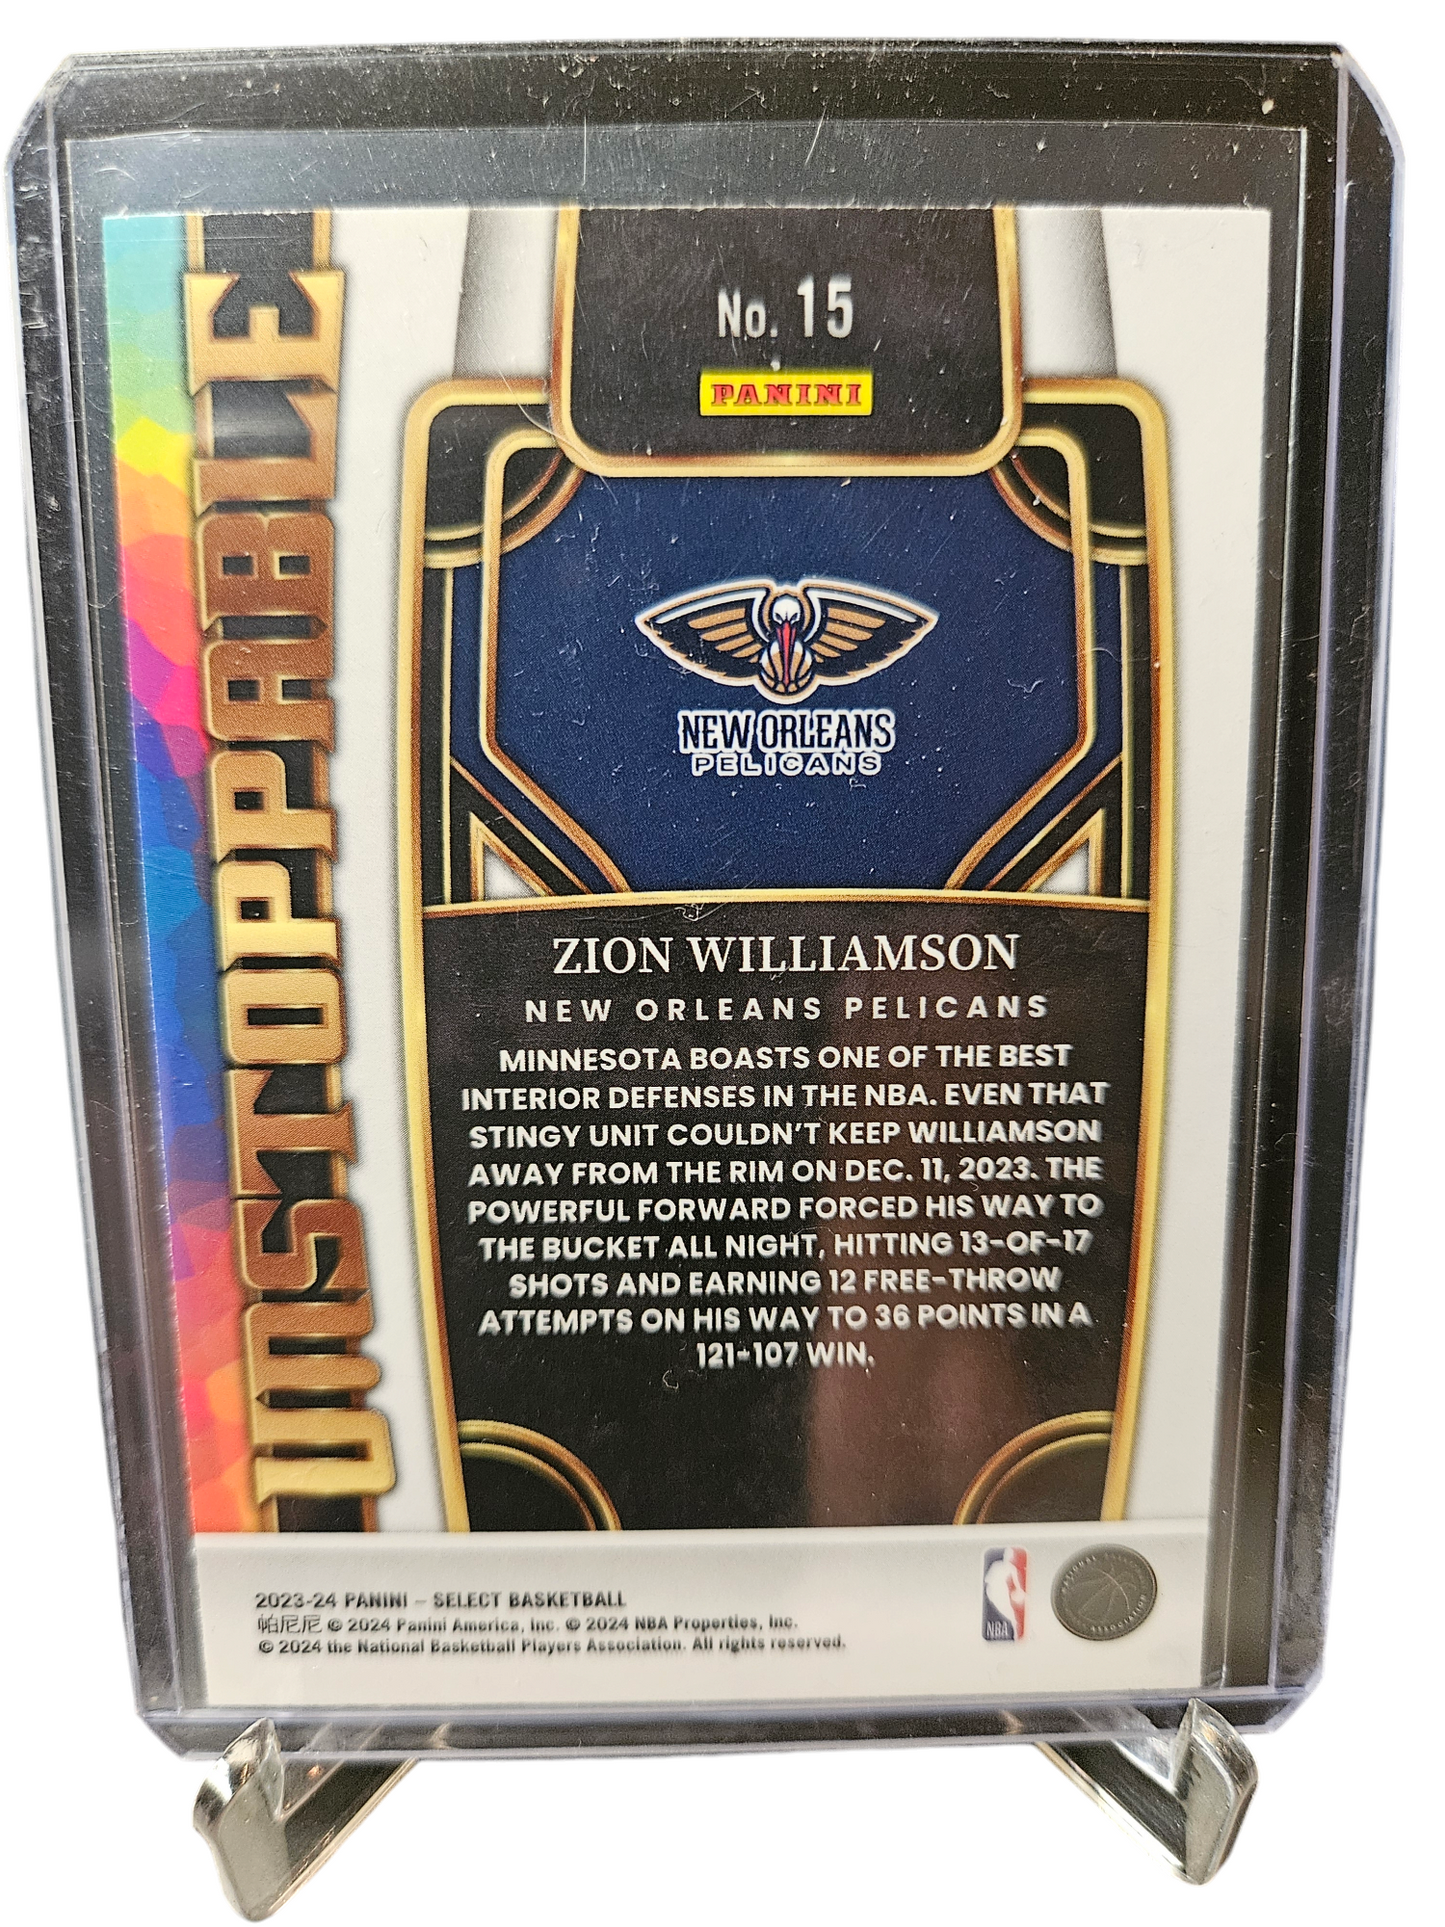 UNSTOPPABLE
No. 15
PANINI
NEW ORLEANS
PELICANS
ZION WILLIAMSON
NEW ORLEANS PELICANS
MINNESOTA BOASTS ONE OF THE BEST
INTERIOR DEFENSES IN THE NBA. EVEN THAT
STINGY UNIT COULDN'T KEEP WILLIAMSON
AWAY FROM THE RIM ON DEC. 11, 2023. THE
POWERFUL FORWARD FORCED HIS WAY TO
THE BUCKET ALL NIGHT, HITTING 13-OF-17
SHOTS AND EARNING 12 FREE-THROW
ATTEMPTS ON HIS WAY TO 36 POINTS IN A
121-107 WIN.
2023-24 PANINI – SELECT BASKETBALL
帕尼尼 © 2024 Panini America, Inc. © 2024 NBA Properties, Inc.
© 2024 the National Basketball Players Association. All rights reserved.
NBA
NATIONAL BASKETBALL PLAYERS ASSOCIATION